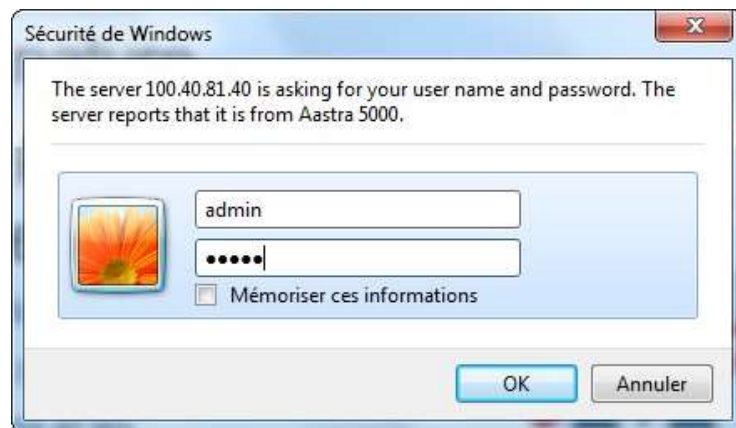 Sécurité de Windows
The server 100.40.81.40 is asking for your user name and password. The
server reports that it is from Aastra 5000.
admin
●●●●●
Mémoriser ces informations
OK
Annuler